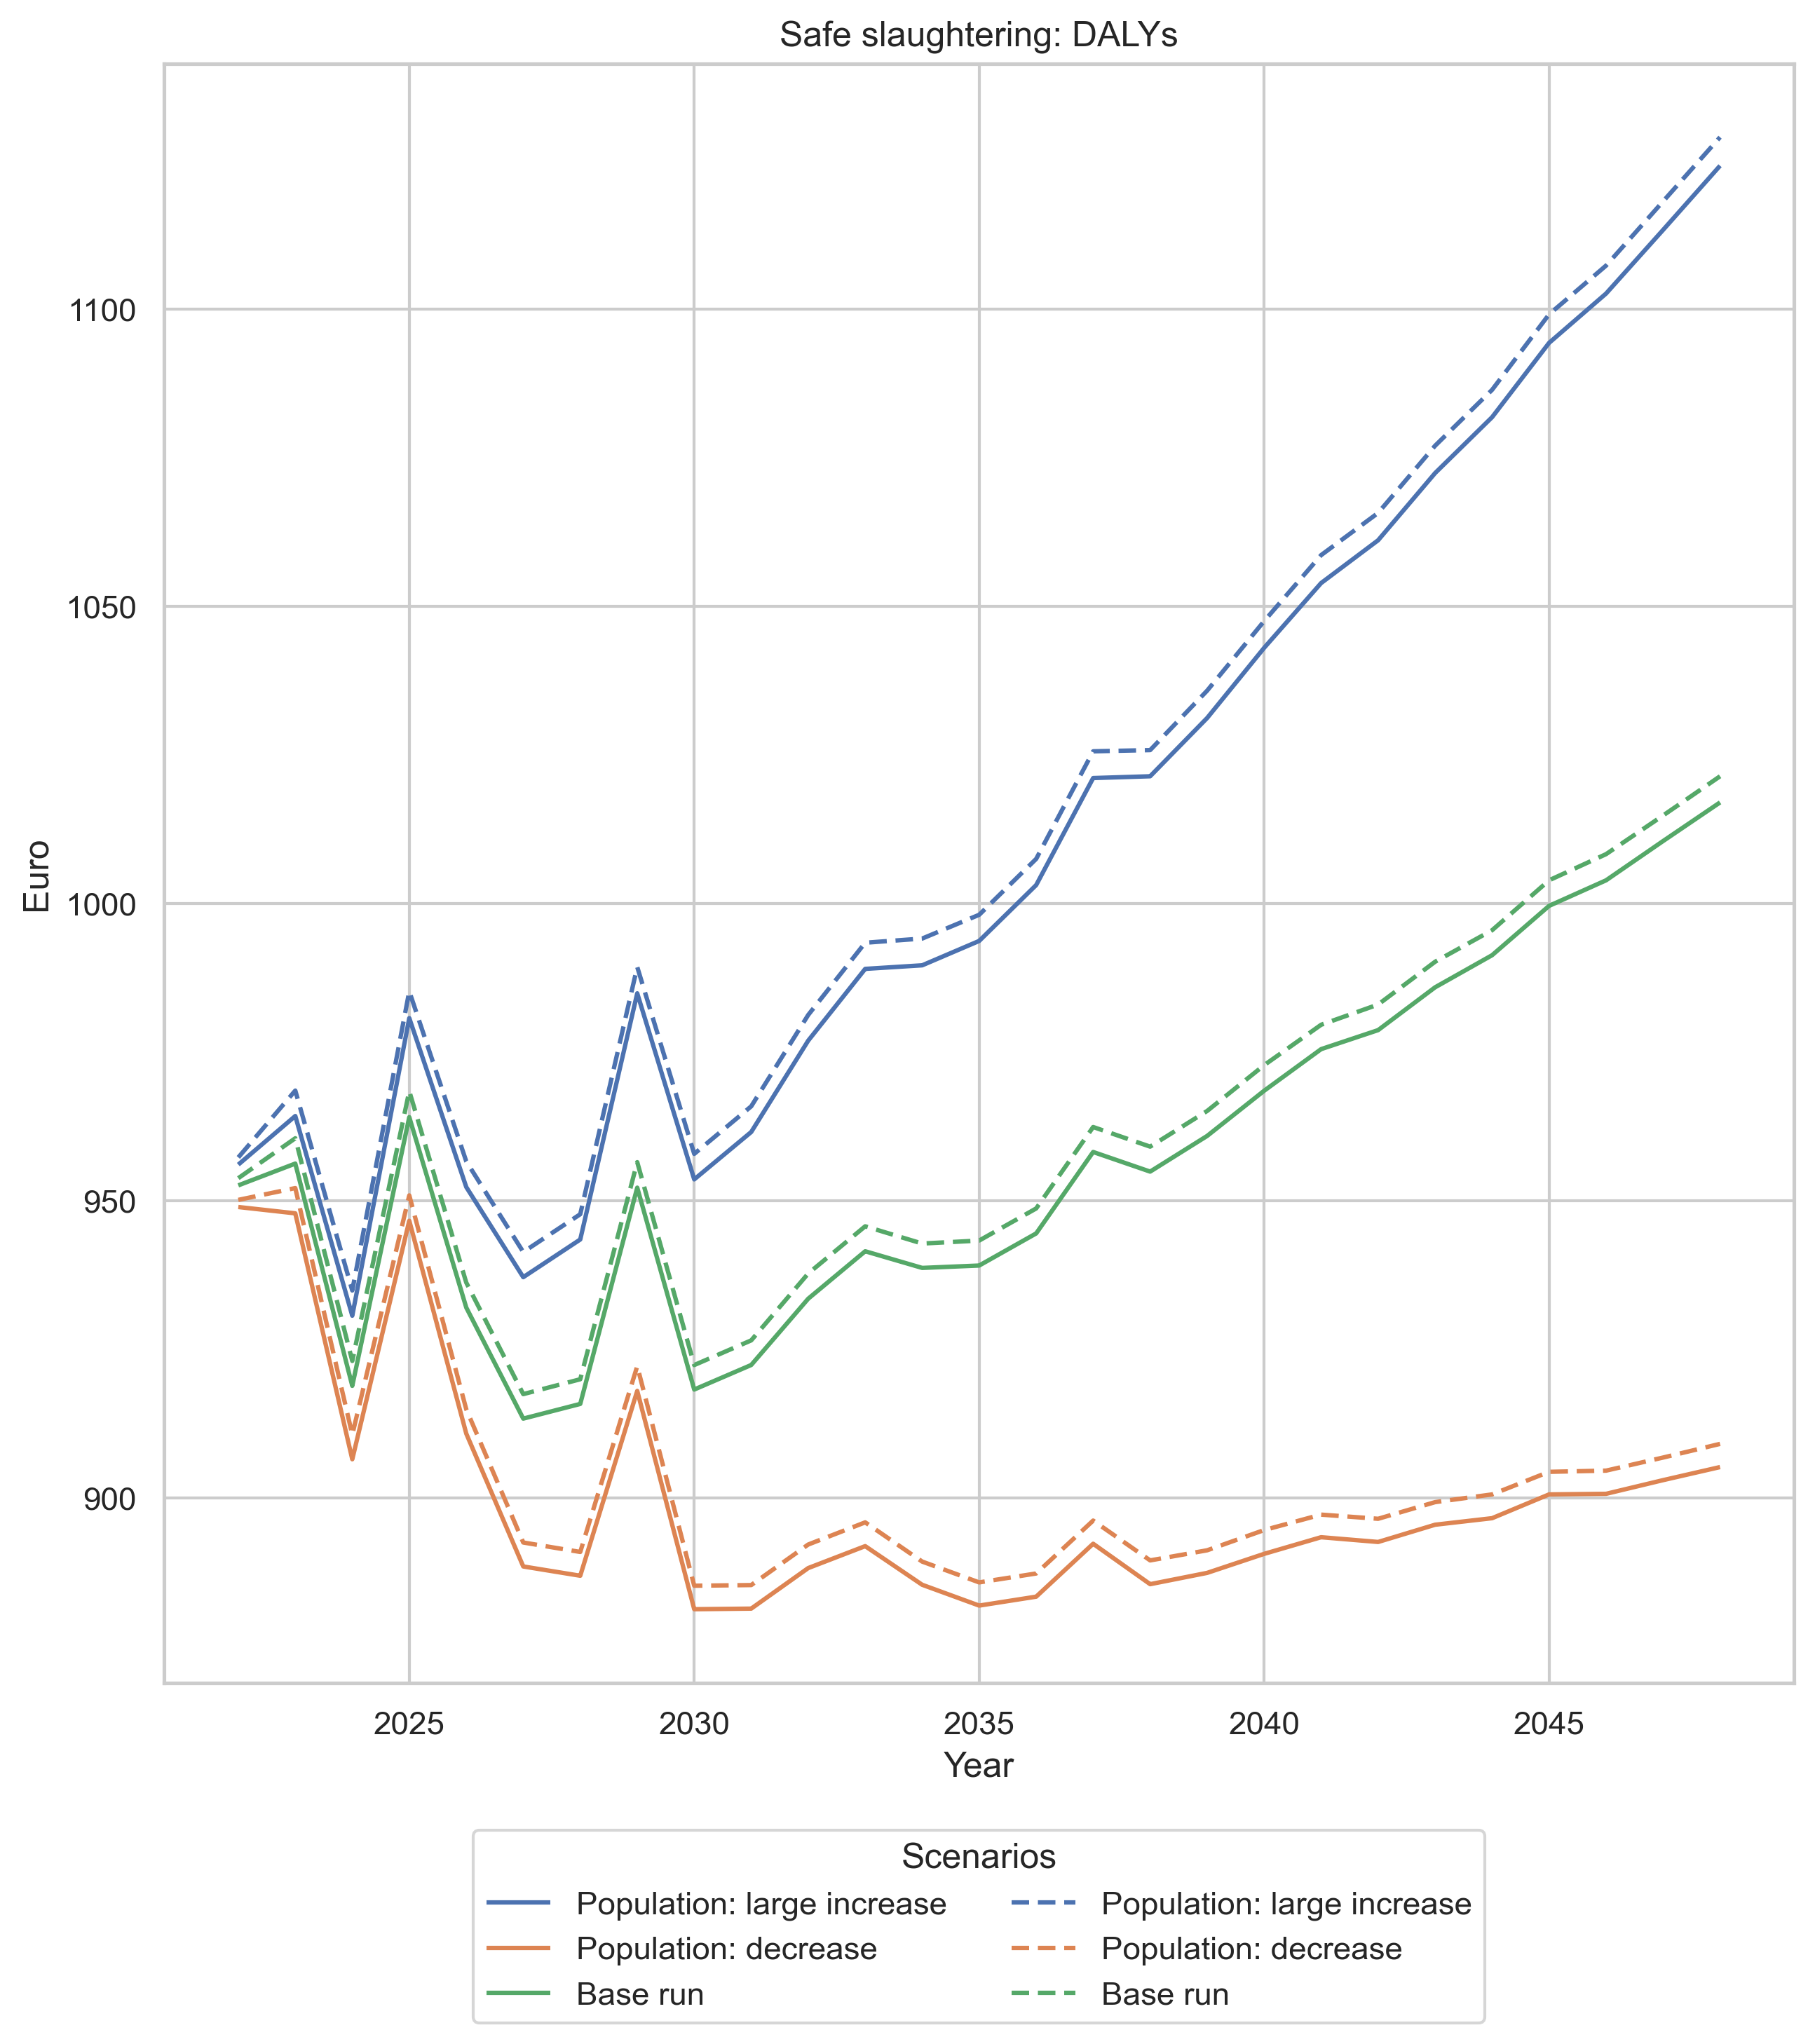 Safe slaughtering: DALYs
1100
1050
1000
950
900
Euro
2025 2030 2035 2040 2045
Year
Scenarios
Population: large increase Population: large increase
Population: decrease Population: decrease
Base run Base run